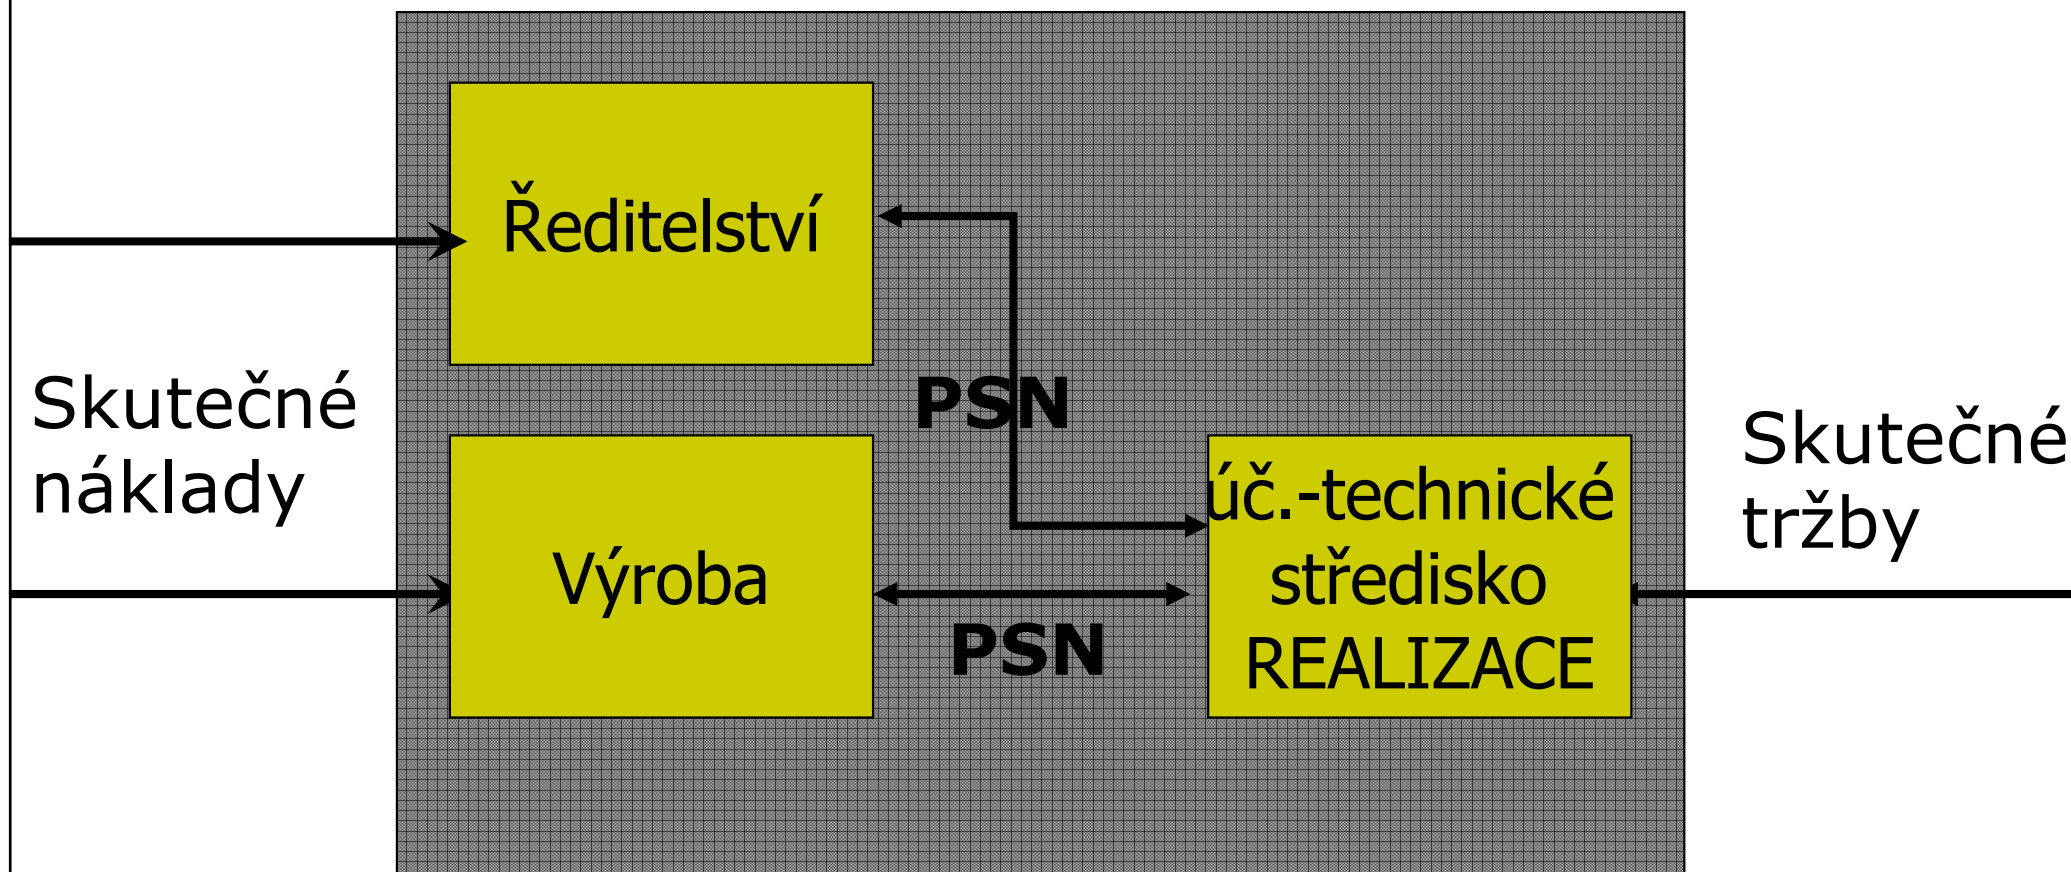 Ředitelství
Skutečné
náklady
PSN
Výroba
PSN
úč.-technické
středisko
REALIZACE
Skutečné
tržby